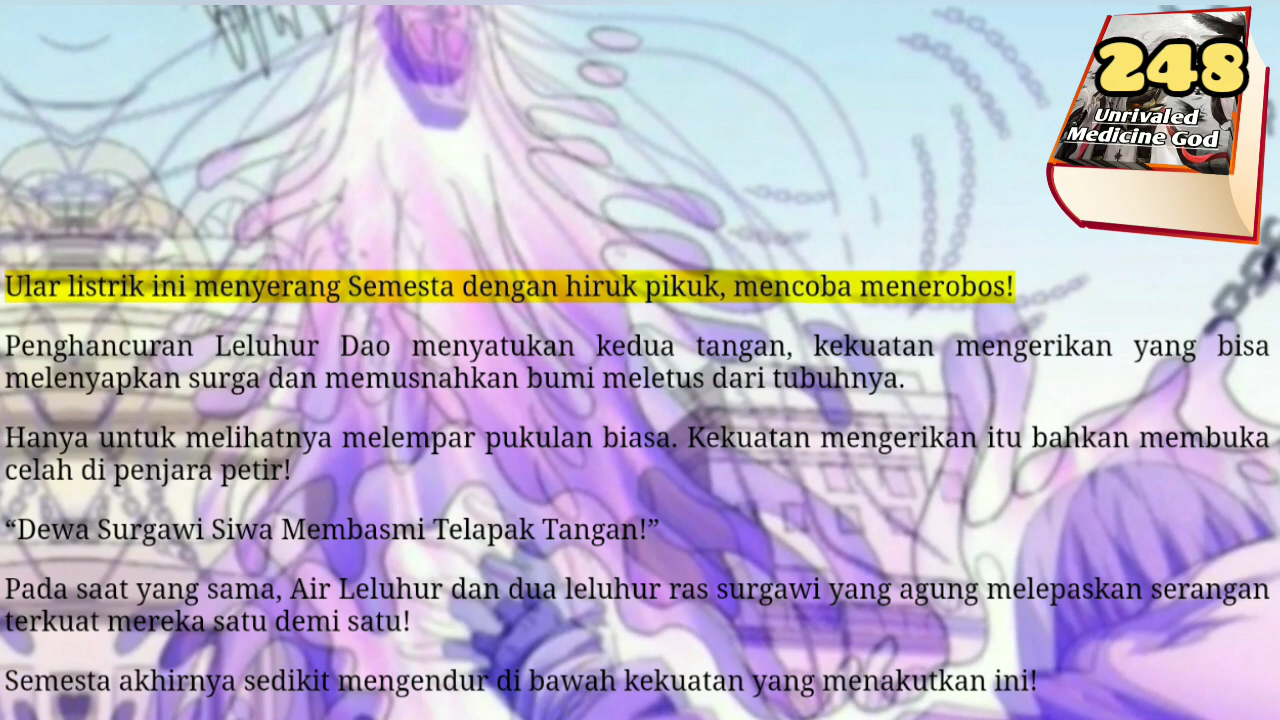 248
Unrivaled
Medicine God
Ular listrik ini menyerang Semesta dengan hiruk pikuk, mencoba menerobos!
Penghancuran Leluhur Dao menyatukan kedua tangan, kekuatan mengerikan yang bisa
melenyapkan surga dan memusnahkan bumi meletus dari tubuhnya.
Hanya untuk melihatnya melempar pukulan biasa. Kekuatan mengerikan itu bahkan membuka
celah di penjara petir!
“Dewa Surgawi Siwa Membasmi Telapak Tangan!”
Pada saat yang sama, Air Leluhur dan dua leluhur ras surgawi yang agung melepaskan serangan
terkuat mereka satu demi satu!
Semesta akhirnya sedikit mengendur di bawah kekuatan yang menakutkan ini!